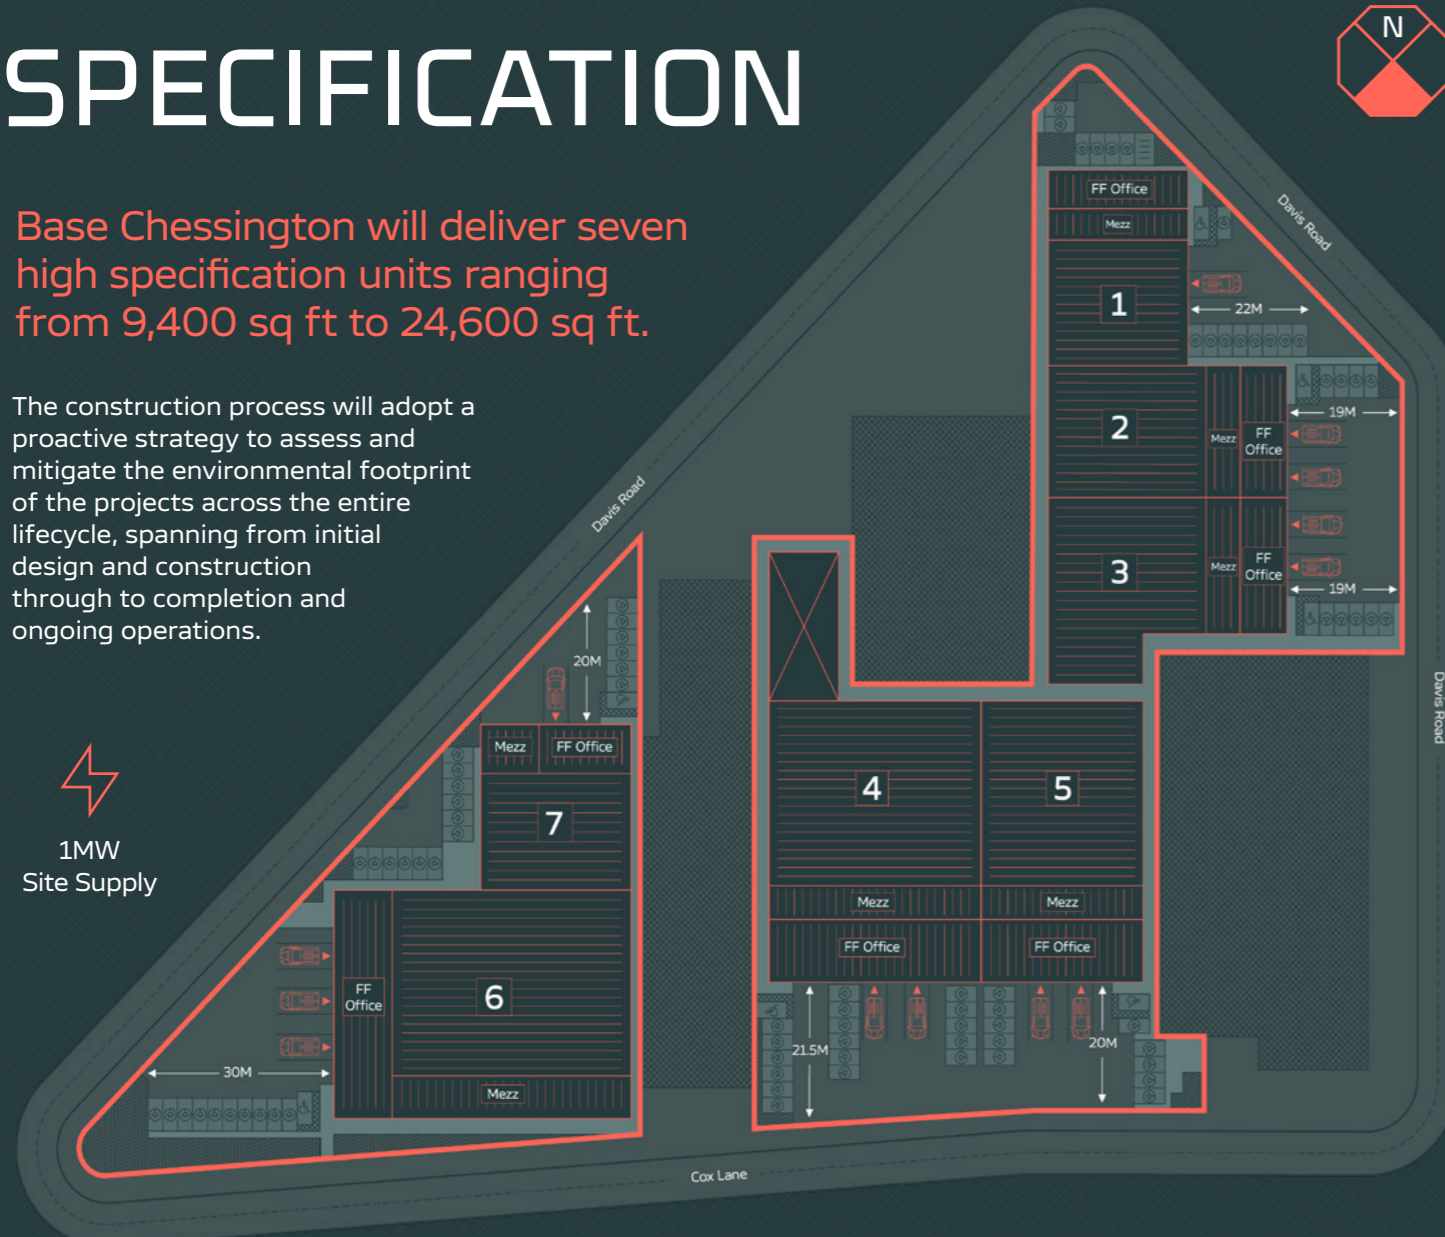 SPECIFICATION
N
Base Chessington will deliver seven
high specification units ranging
from 9,400 sq ft to 24,600 sq ft.
The construction process will adopt a
proactive strategy to assess and
mitigate the environmental footprint
of the projects across the entire
lifecycle, spanning from initial
design and construction
through to completion and
ongoing operations.
1MW
Site Supply
FF Office
Mezz
1
22M
Davis Road
2
Mezz
FF
Office
19M
3
Mezz
FF
Office
19M
Davis Road
Davis Road
20M
Mezz
FF Office
7
4
5
Mezz
Mezz
FF Office
FF Office
6
FF
Office
Mezz
30M
21.5M
20M
Cox Lane